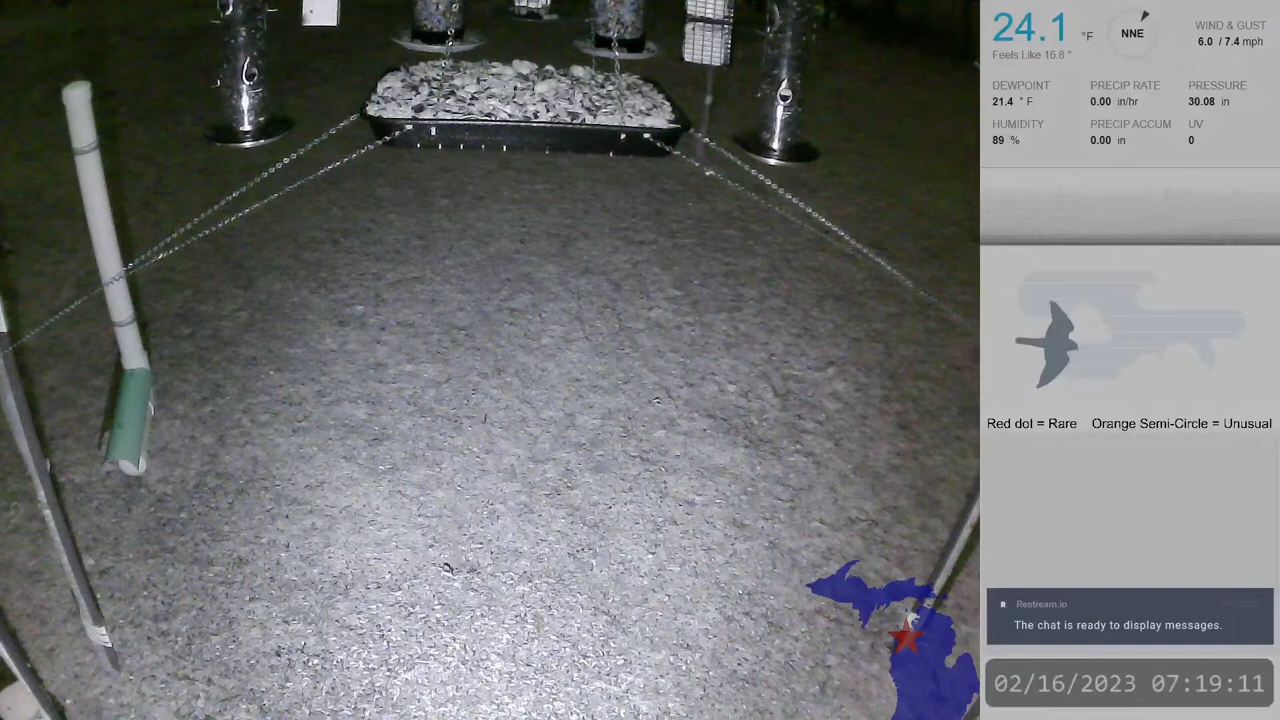 24.1 °F
Feels Like 16.8 °
NNE
WIND & GUST
6.0 / 7.4 mph
DEWPOINT
21.4 ° F
PRECIP RATE
0.00 in/hr
PRESSURE
30.08 in
HUMIDITY
89 %
PRECIP ACCUM
0.00 in
UV
0
Red dot = Rare Orange Semi-Circle = Unusual
R Restream.io
The chat is ready to display messages.
02/16/2023 07:19:11